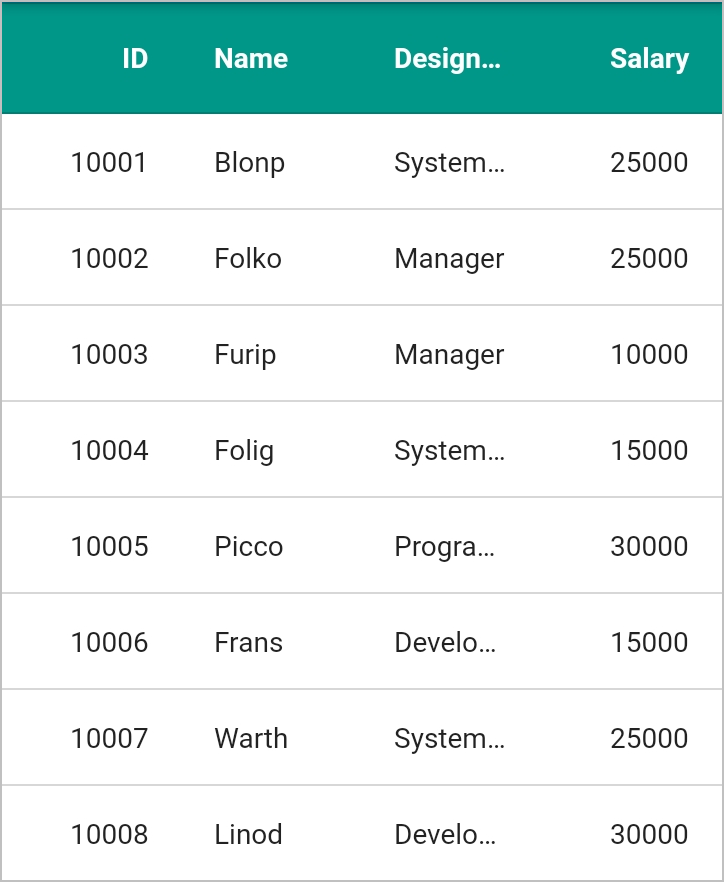 ID Name Design... Salary
10001 Blonp System... 25000
10002 Folko Manager 25000
10003 Furip Manager 10000
10004 Folig System... 15000
10005 Picco Progra... 30000
10006 Frans Develo... 15000
10007 Warth System... 25000
10008 Linod Develo... 30000